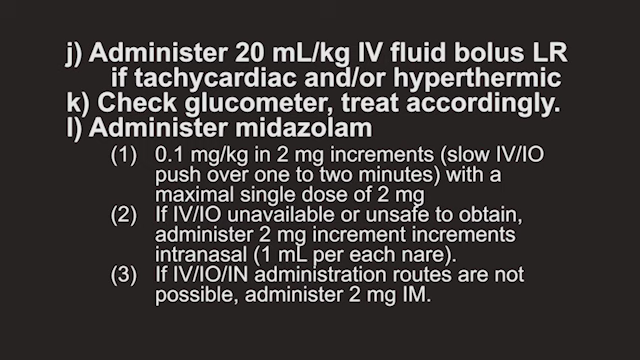 j) Administer 20 mL/kg IV fluid bolus LR
if tachycardiac and/or hyperthermic
k) Check glucometer, treat accordingly.
l) Administer midazolam
(1) 0.1 mg/kg in 2 mg increments (slow IV/IO
push over one to two minutes) with a
maximal single dose of 2 mg
(2) If IV/IO unavailable or unsafe to obtain,
administer 2 mg increment increments
intranasal (1 mL per each nare).
(3) If IV/IO/IN administration routes are not
possible, administer 2 mg IM.